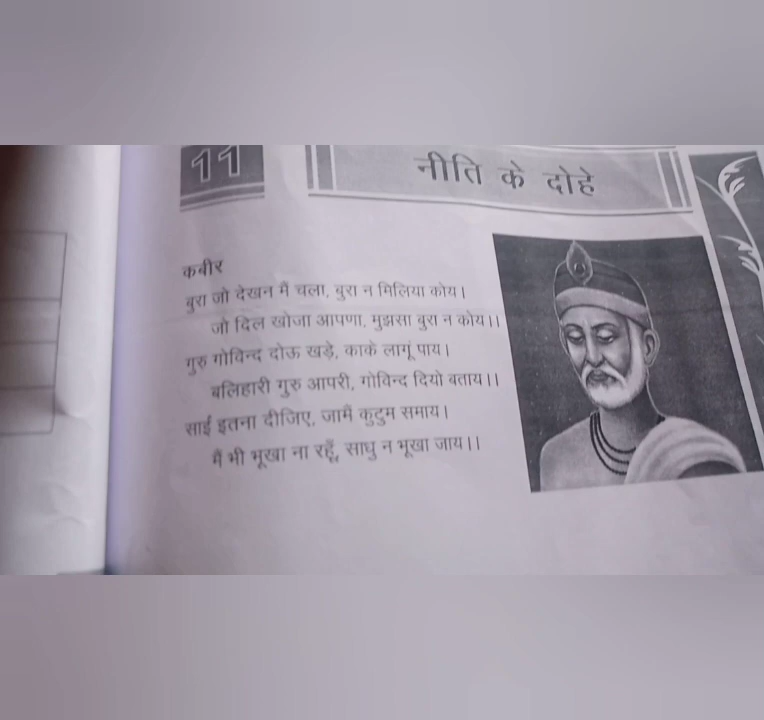 11
नीति के दोहे
कबीर
बुरा जो देखन मैं चला, बुरा न मिलिया कोय।
जो दिल खोजा आपणा, मुझसा बुरा न कोय।।
गुरु गोविन्द दोऊ खड़े, काके लागूं पाय।
बलिहारी गुरु आपरी, गोविन्द दियो बताय।।
साईं इतना दीजिए, जामैं कुटुम समाय।
मैं भी भूखा ना रहूँ, साधु न भूखा जाय।।